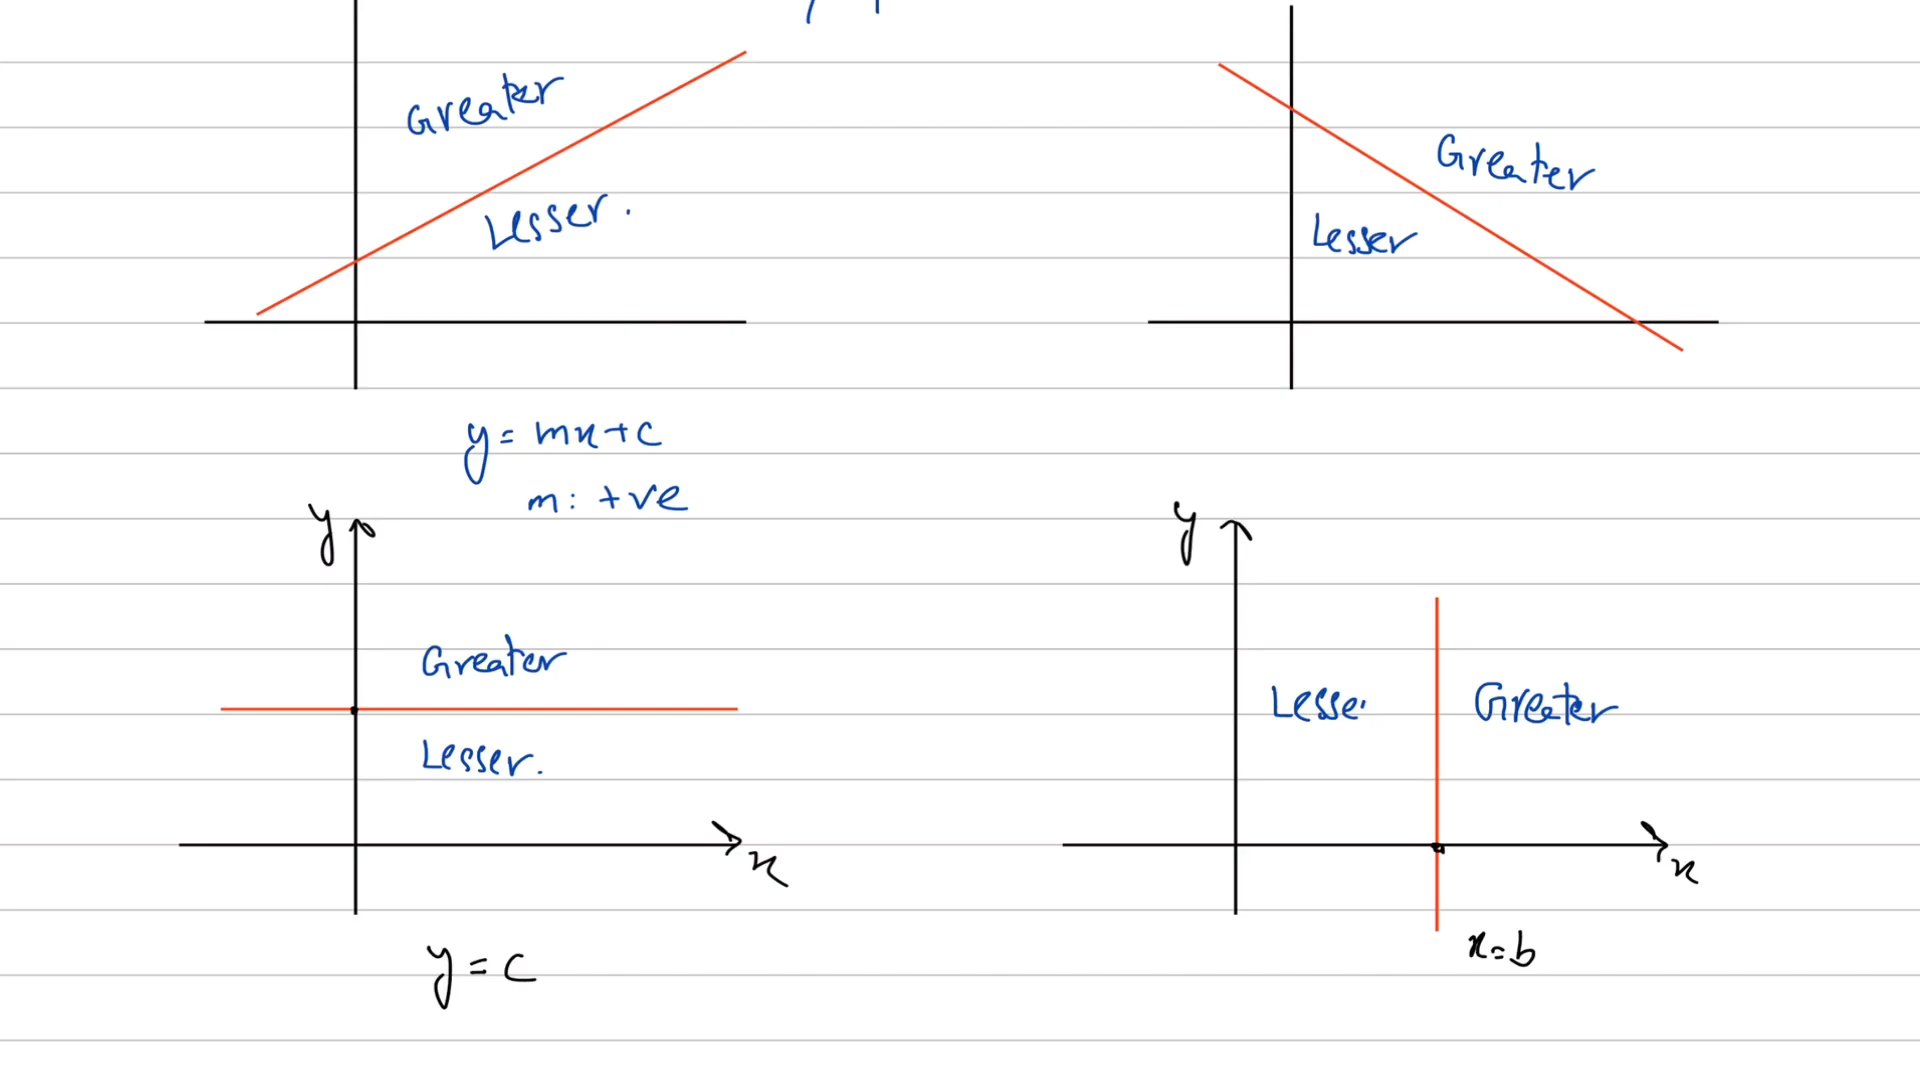 Greater
Lesser.
Greater
Lesser
y = mx + c
m: +ve
y
Greater
Lesser.
x
y = c
y
Lesse
Greater
x
x = b